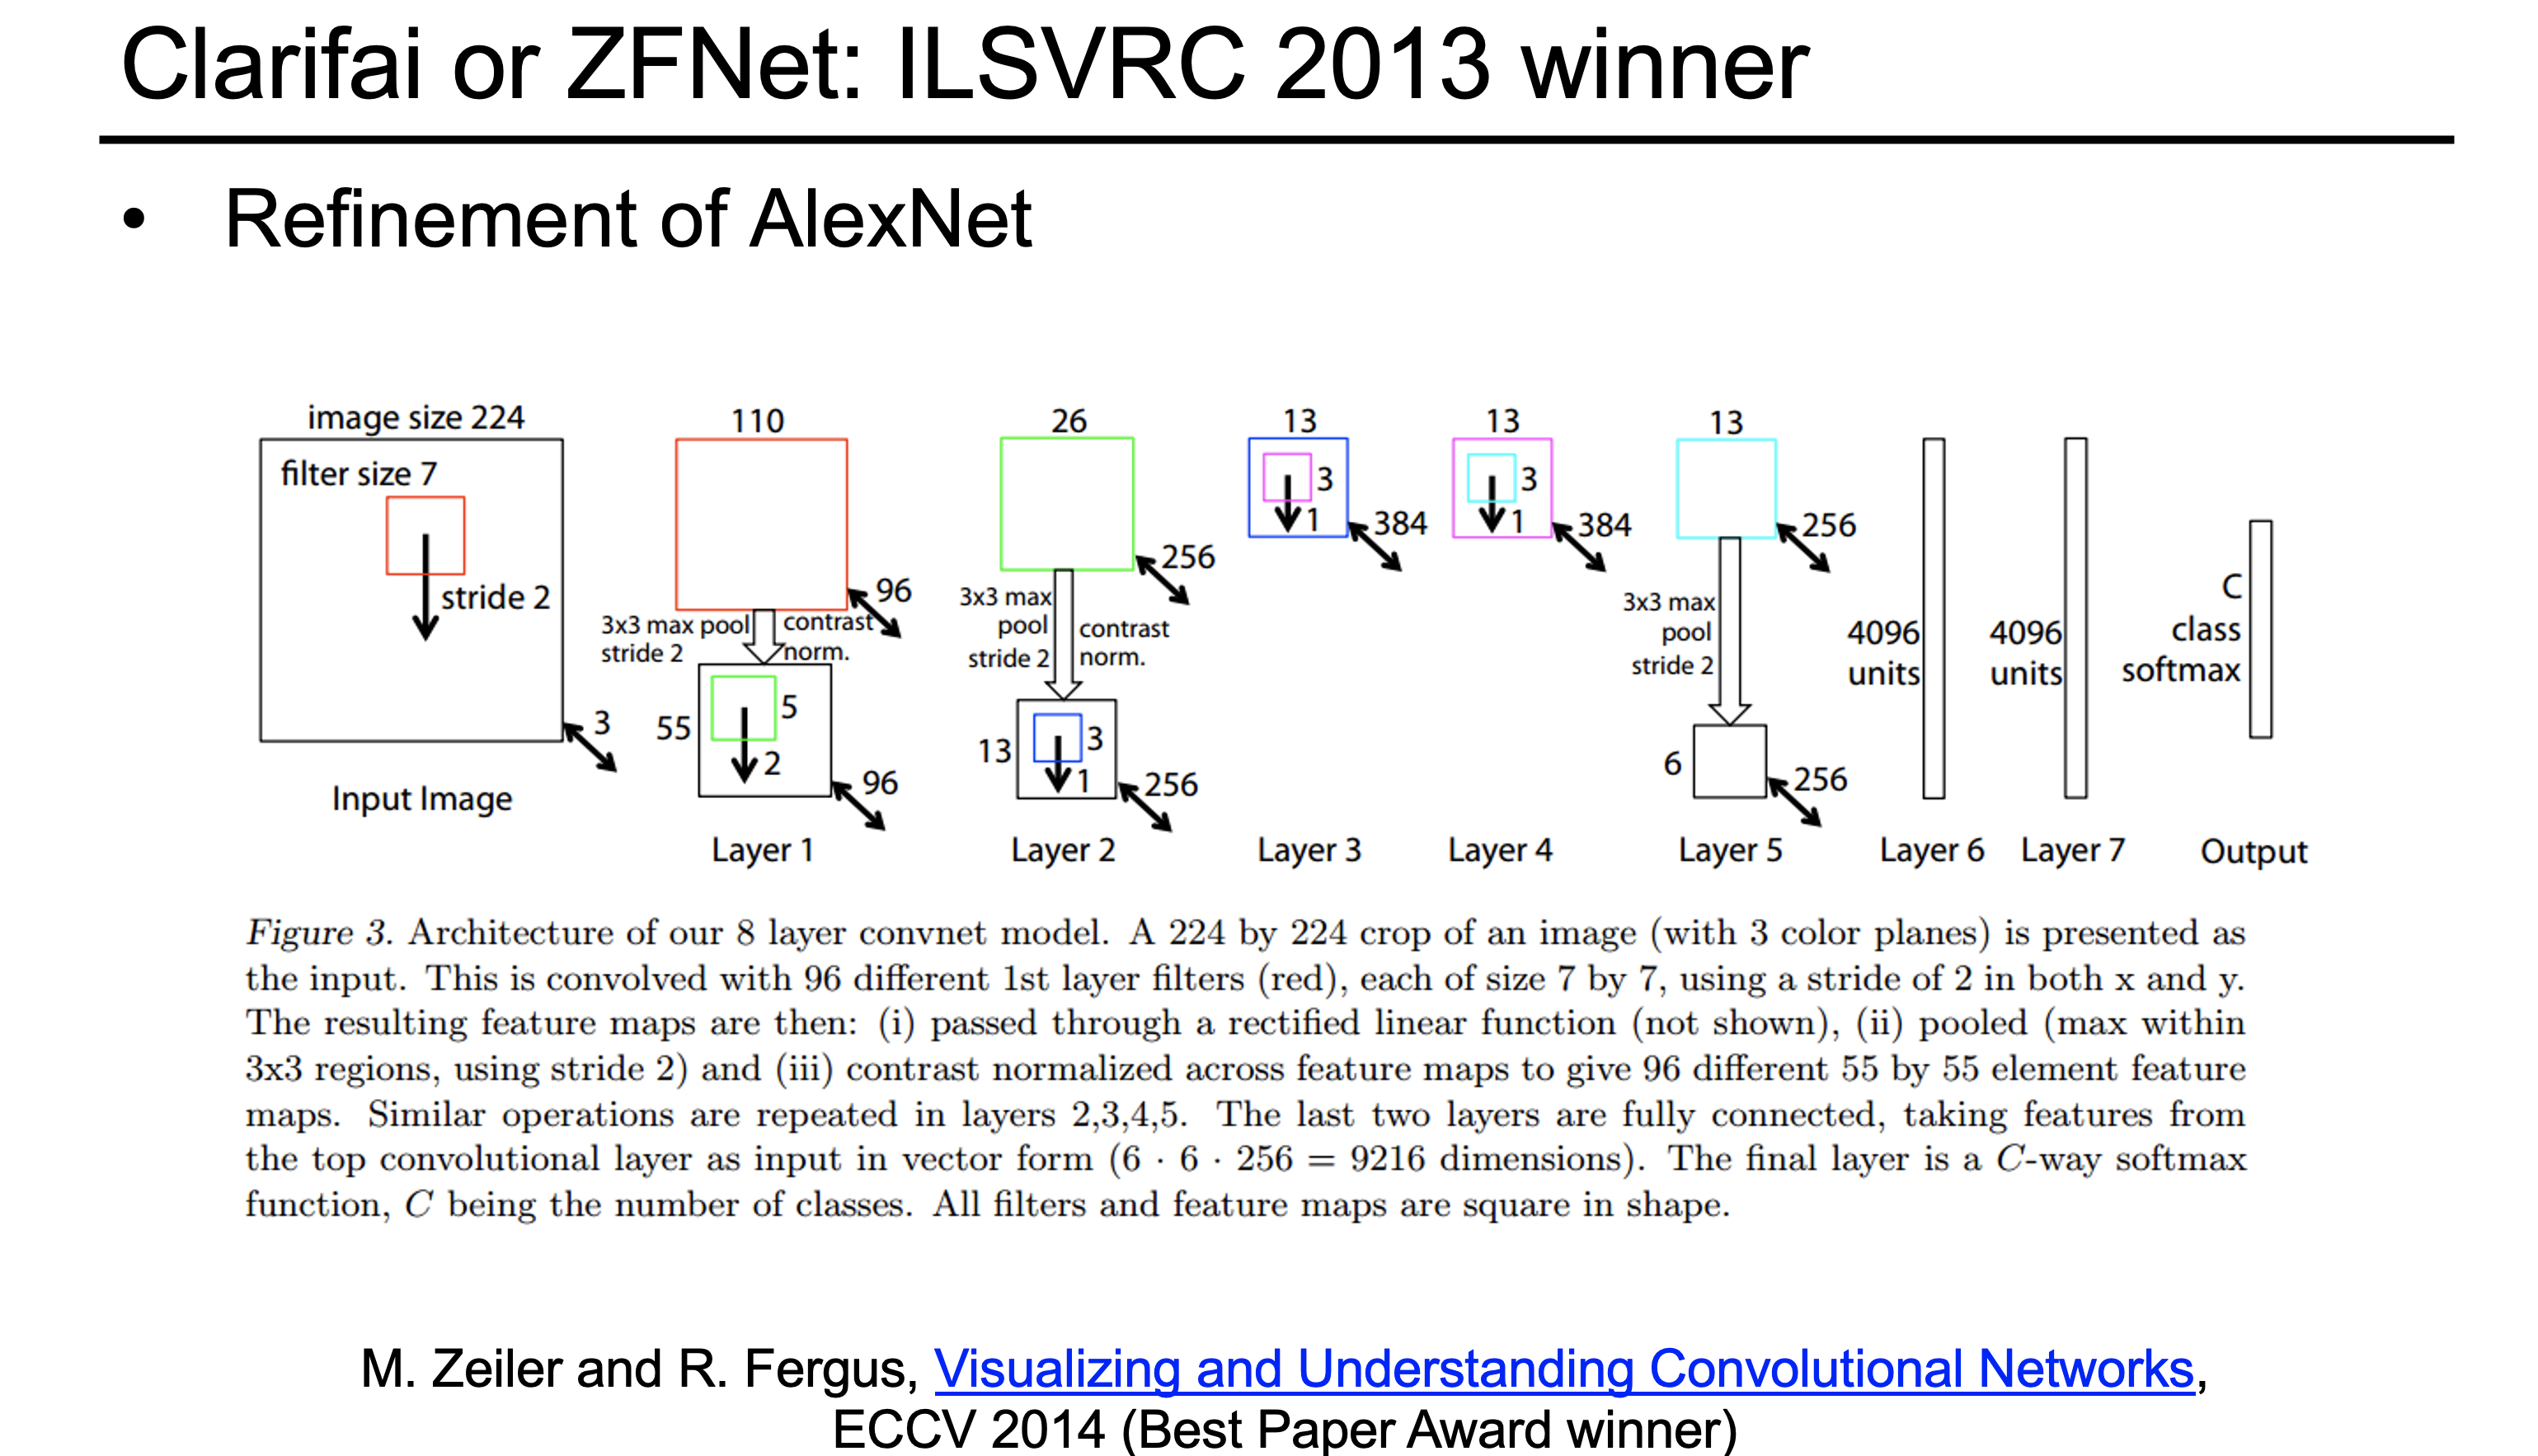 Clarifai or ZFNet: ILSVRC 2013 winner
• Refinement of AlexNet
image size 224
filter size 7
stride 2
3
Input Image
110
96
3x3 max pool
stride 2
contrast
norm.
55
5
2
96
Layer 1
26
256
3x3 max
pool
stride 2
contrast
norm.
13
3
1
256
Layer 2
13
3
1
384
Layer 3
13
3
1
384
Layer 4
13
256
3x3 max
pool
stride 2
6
256
Layer 5
4096
units
Layer 6
4096
units
Layer 7
C
class
softmax
Output
Figure 3. Architecture of our 8 layer convnet model. A 224 by 224 crop of an image (with 3 color planes) is presented as
the input. This is convolved with 96 different 1st layer filters (red), each of size 7 by 7, using a stride of 2 in both x and y.
The resulting feature maps are then: (i) passed through a rectified linear function (not shown), (ii) pooled (max within
3x3 regions, using stride 2) and (iii) contrast normalized across feature maps to give 96 different 55 by 55 element feature
maps. Similar operations are repeated in layers 2,3,4,5. The last two layers are fully connected, taking features from
the top convolutional layer as input in vector form (6 · 6 · 256 = 9216 dimensions). The final layer is a C-way softmax
function, C being the number of classes. All filters and feature maps are square in shape.
M. Zeiler and R. Fergus, Visualizing and Understanding Convolutional Networks,
ECCV 2014 (Best Paper Award winner)